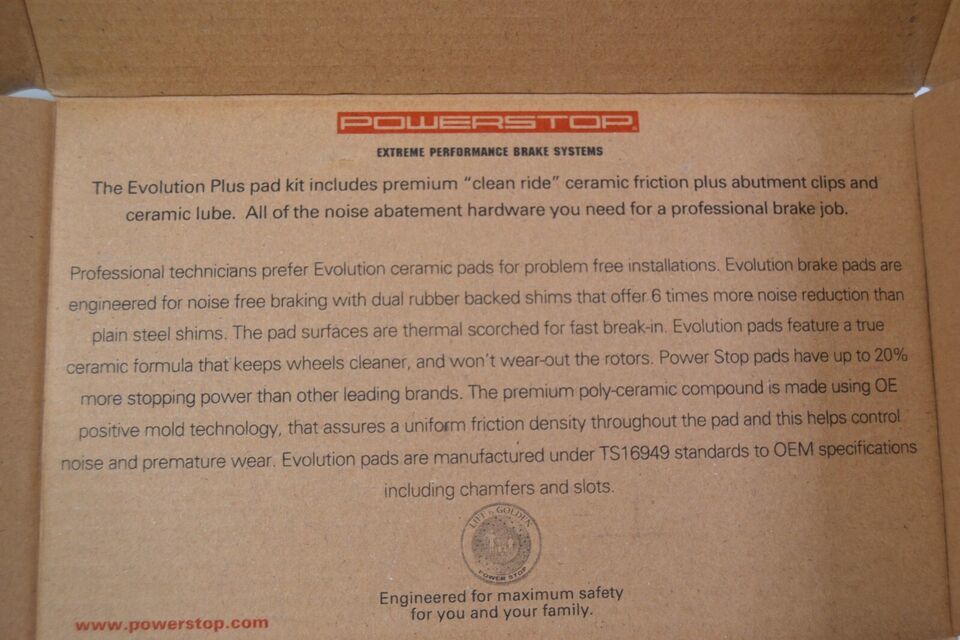 POWERSTOP
EXTREME PERFORMANCE BRAKE SYSTEMS
The Evolution Plus pad kit includes premium “clean ride” ceramic friction plus abutment clips and
ceramic lube. All of the noise abatement hardware you need for a professional brake job.
Professional technicians prefer Evolution ceramic pads for problem free installations. Evolution brake pads are
engineered for noise free braking with dual rubber backed shims that offer 6 times more noise reduction than
plain steel shims. The pad surfaces are thermal scorched for fast break-in. Evolution pads feature a true
ceramic formula that keeps wheels cleaner, and won't wear-out the rotors. Power Stop pads have up to 20%
more stopping power than other leading brands. The premium poly-ceramic compound is made using OE
positive mold technology, that assures a uniform friction density throughout the pad and this helps control
noise and premature wear. Evolution pads are manufactured under TS16949 standards to OEM specifications
including chamfers and slots.
LIFE is GOLDEN
POWER STOP
Engineered for maximum safety
for you and your family.
www.powerstop.com